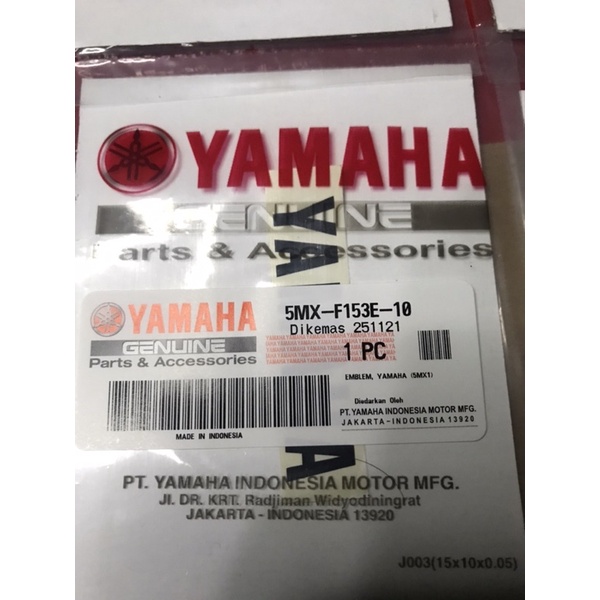 YAMAHA
GENUINE
Parts & Accessories
YA
A
YAMAHA
GENUINE
Parts & Accessories
MADE IN INDONESIA
5MX-F153E-10
Dikemas 251121
1 PC
EMBLEM, YAMAHA (5MX1)
Diedarkan Oleh
PT.YAMAHA INDONESIA MOTOR MFG.
JAKARTA-INDONESIA 13920
PT. YAMAHA INDONESIA MOTOR MFG.
Jl. DR. KRT. Radjiman Widyodiningrat
JAKARTA - INDONESIA 13920
J003(15x10x0.05)